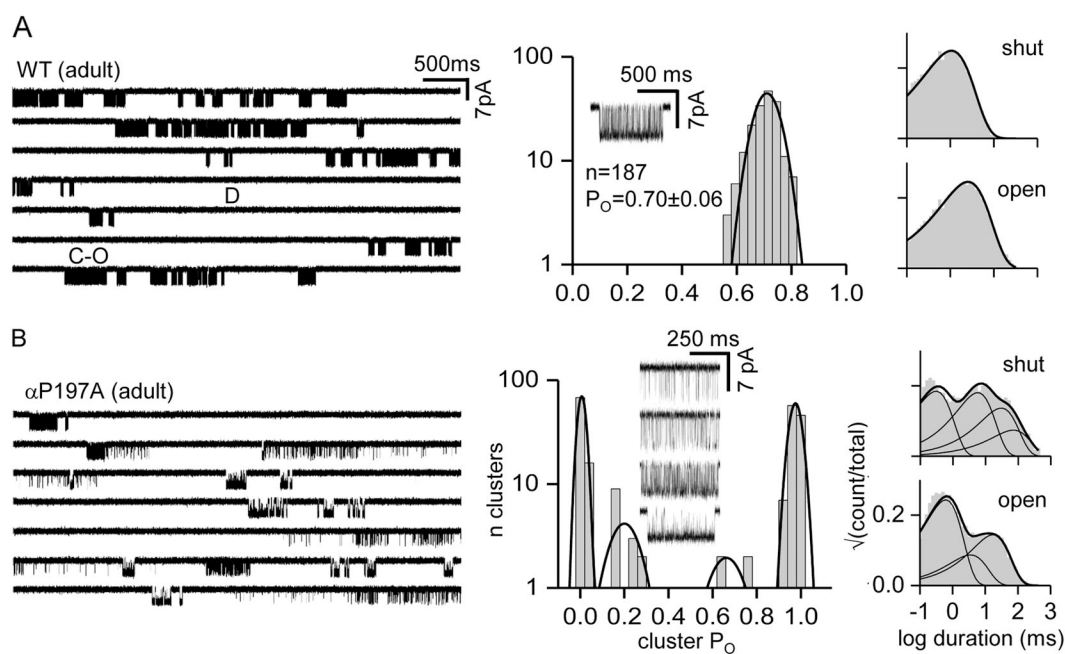 A
WT (adult)
500ms
7pA
D
C-O
100
10
1
500 ms
7pA
n=187
PO=0.70±0.06
0.0 0.2 0.4 0.6 0.8 1.0
shut
open
B
αP197A (adult)
n clusters
100
10
1
250 ms
7 pA
0.0 0.2 0.4 0.6 0.8 1.0
cluster PO
shut
open
√(count/total)
0.2
0.0
-1 0 1 2 3
log duration (ms)